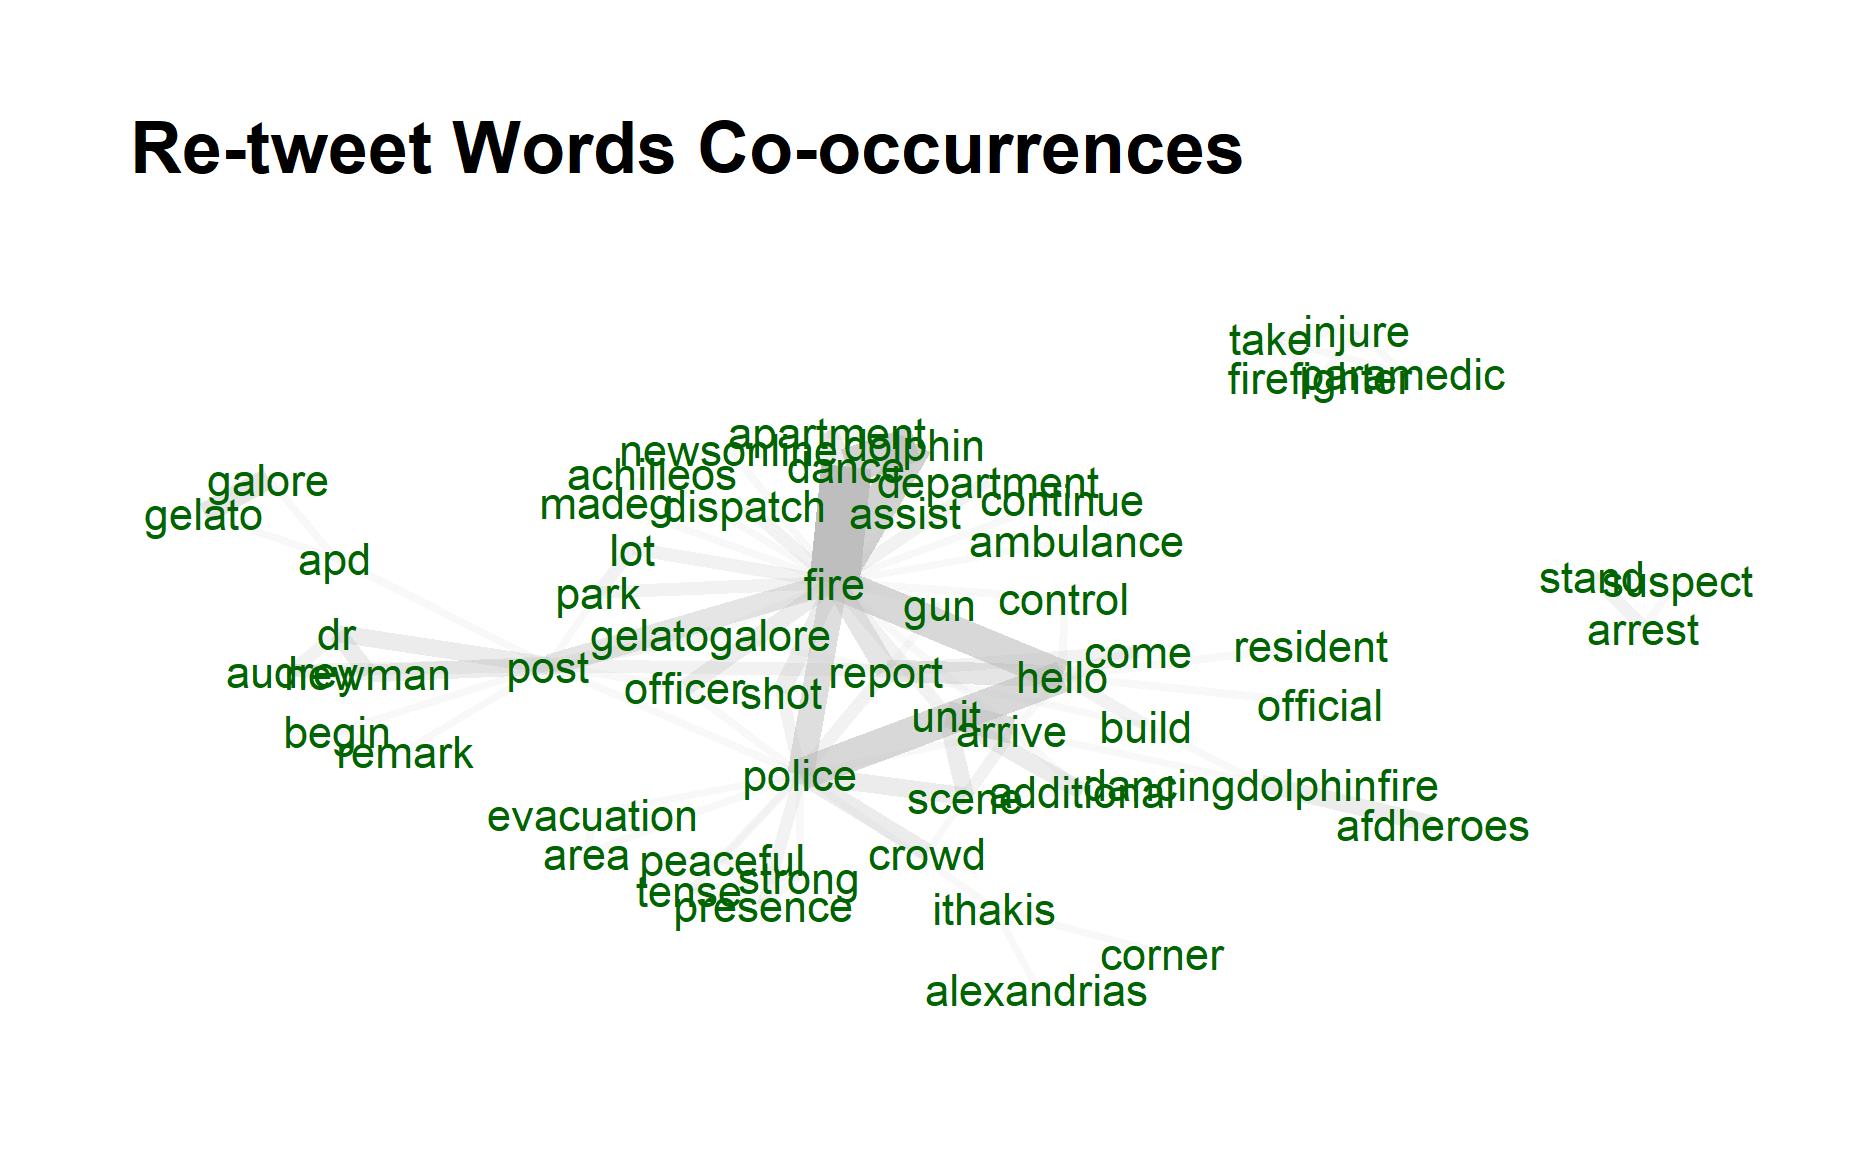 Re-tweet Words Co-occurrences
take
injure
firefighter
paramedic
apartment
newsonline
dolphin
dance
achilleos
department
galore
madeg
dispatch
continue
gelato
assist
ambulance
lot
apd
stand
suspect
fire
park
gun
control
arrest
dr
gelatogalore
resident
come
audrey
newman
post
report
hello
officer
shot
official
unit
begin
arrive
build
remark
police
dancingdolphinfire
scene
additional
evacuation
afdheroes
area
peaceful
crowd
strong
tense
presence
ithakis
corner
alexandrias